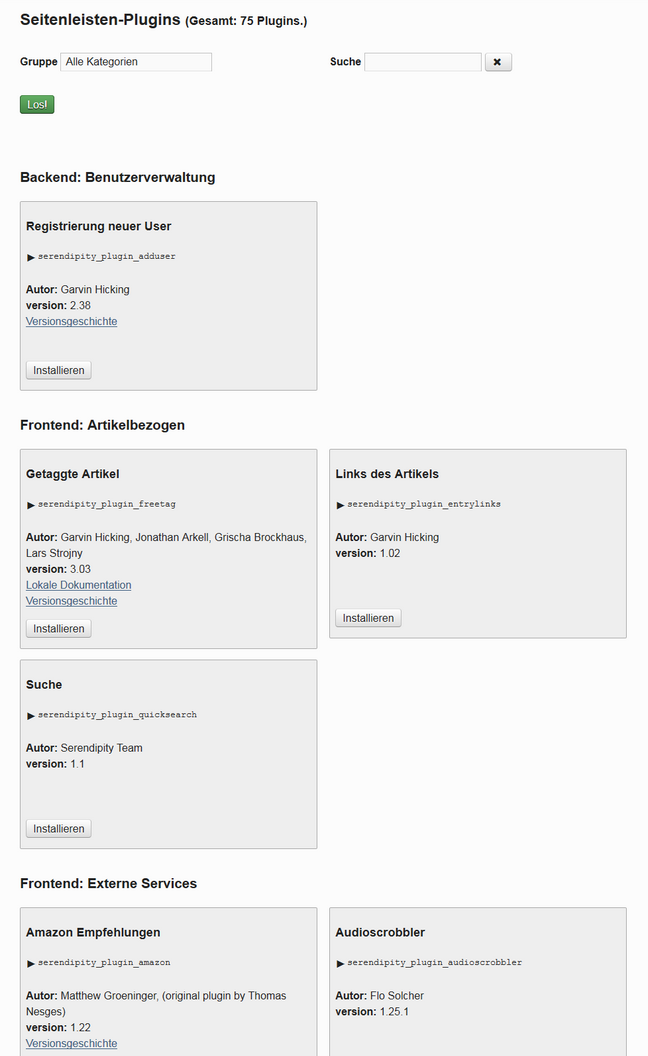 Seitenleisten-Plugins (Gesamt: 75 Plugins.)
Gruppe Alle Kategorien Suche
Los!
Backend: Benutzerverwaltung
Registrierung neuer User
serendipity_plugin_adduser
Autor: Garvin Hicking
version: 2.38
Versionsgeschichte
Installieren
Frontend: Artikelbezogen
Getaggte Artikel
serendipity_plugin_freetag
Autor: Garvin Hicking, Jonathan Arkell, Grischa Brockhaus,
Lars Strojny
version: 3.03
Lokale Dokumentation
Versionsgeschichte
Installieren
Links des Artikels
serendipity_plugin_entrylinks
Autor: Garvin Hicking
version: 1.02
Installieren
Suche
serendipity_plugin_quicksearch
Autor: Serendipity Team
version: 1.1
Installieren
Frontend: Externe Services
Amazon Empfehlungen
serendipity_plugin_amazon
Autor: Matthew Groeninger, (original plugin by Thomas
Nesges)
version: 1.22
Versionsgeschichte
Audioscrobbler
serendipity_plugin_audioscrobbler
Autor: Flo Solcher
version: 1.25.1